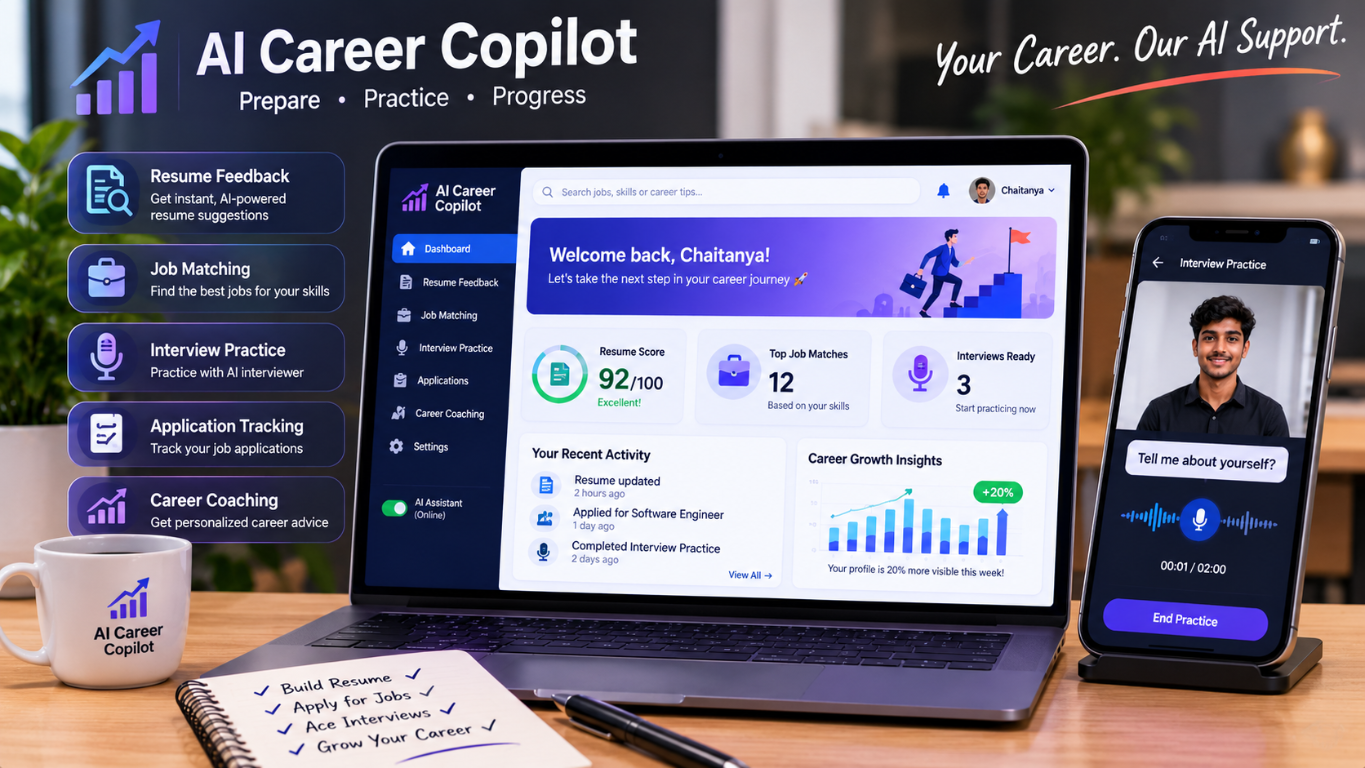 AI Career Copilot
Prepare • Practice • Progress
Your Career. Our AI Support.
Resume Feedback
Get instant, AI-powered
resume suggestions
Job Matching
Find the best jobs for your skills
Interview Practice
Practice with AI interviewer
Application Tracking
Track your job applications
Career Coaching
Get personalized career advice
AI Career
Copilot
Dashboard
Resume Feedback
Job Matching
Interview Practice
Applications
Career Coaching
Settings
AI Assistant
(Online)
Search jobs, skills or career tips...
Chaitanya
Welcome back, Chaitanya!
Let's take the next step in your career journey 🚀
Resume Score
92/100
Excellent!
Top Job Matches
12
Based on your skills
Interviews Ready
3
Start practicing now
Your Recent Activity
Resume updated
2 hours ago
Applied for Software Engineer
1 day ago
Completed Interview Practice
2 days ago
View All →
Career Growth Insights
+20%
Your profile is 20% more visible this week!
Interview Practice
Tell me about yourself?
00:01 / 02:00
End Practice
AI Career
Copilot
✓ Build Resume ✓
✓ Apply for Jobs ✓
✓ Ace Interviews ✓
✓ Grow Your Career ✓